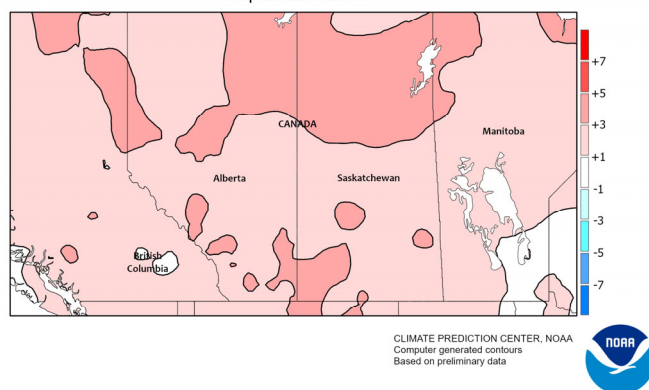 CANADA
Manitoba
Alberta
Saskatchewan
British
Columbia
+7
+5
+3
+1
-1
-3
-5
-7
CLIMATE PREDICTION CENTER, NOAA
Computer generated contours
Based on preliminary data
NOAA